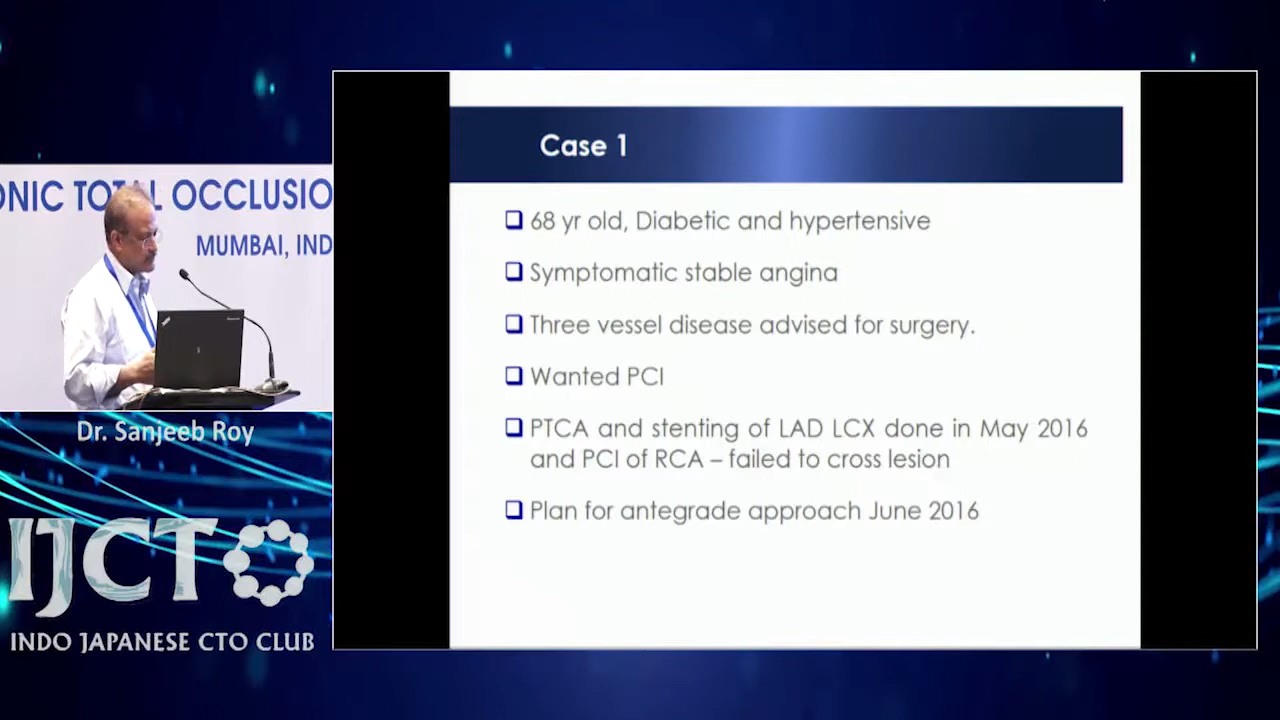 Case 1
68 yr old, Diabetic and hypertensive
Symptomatic stable angina
Three vessel disease advised for surgery.
Wanted PCI
PTCA and stenting of LAD LCX done in May 2016
and PCI of RCA – failed to cross lesion
Plan for antegrade approach June 2016
ONIC TOTAL OCCLUSIO
MUMBAI, IND
Dr. Sanjeeb Roy
IJCTO
INDO JAPANESE CTO CLUB